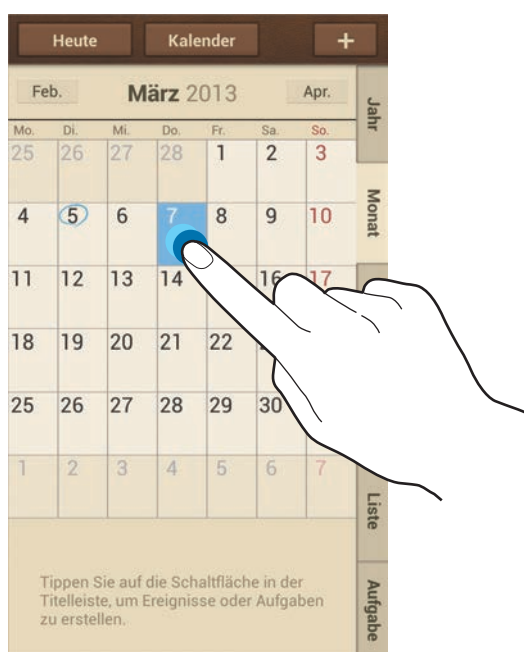 Heute Kalender +
Feb. März 2013 Apr.
Mo. Di. Mi. Do. Fr. Sa. So.
25 26 27 28 1 2 3
4 5 6 7 8 9 10
11 12 13 14 16 17
18 19 20 21 22
25 26 27 28 29 30
1 2 3 4 5 6 7
Tippen Sie auf die Schaltfläche in der
Titelleiste, um Ereignisse oder Aufgaben
zu erstellen.
Jahr
Monat
Liste
Aufgabe